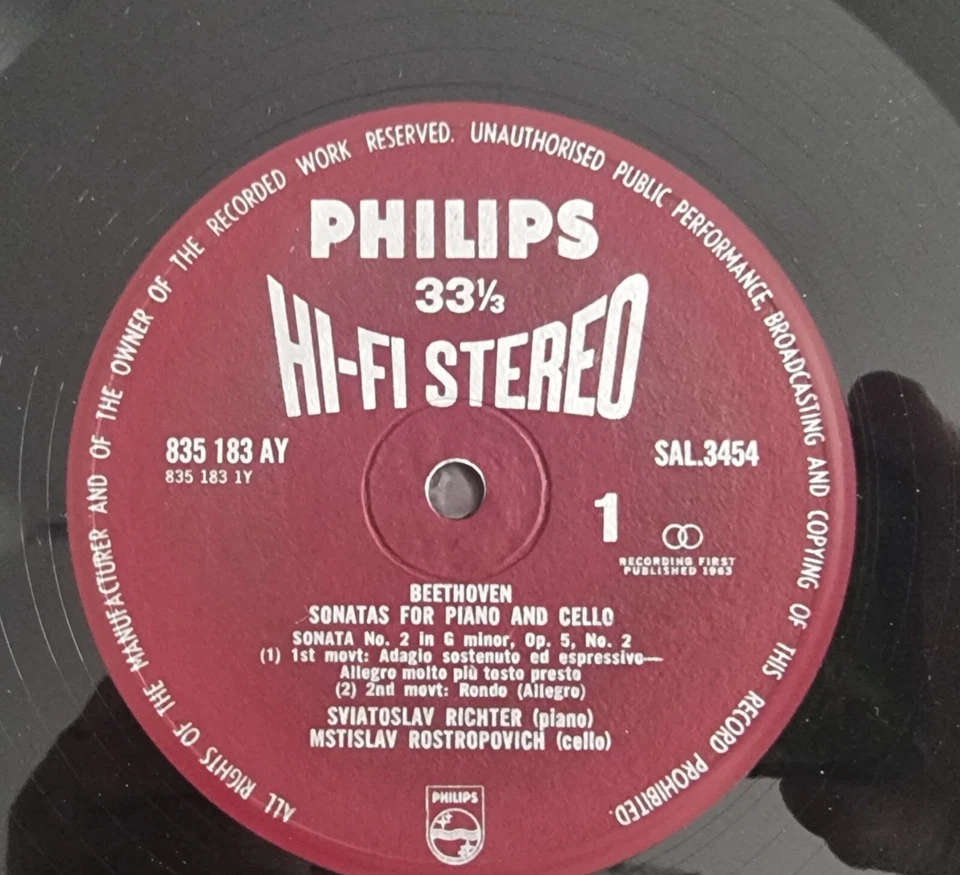 ALL RIGHTS OF THE MANUFACTURER AND OF THE OWNER OF THE RECORDED WORK RESERVED. UNAUTHORISED PUBLIC PERFORMANCE, BROADCASTING AND COPYING OF THIS RECORD PROHIBITED.
PHILIPS
33⅓
HI-FI STEREO
835 183 AY
835 183 1Y
SAL.3454
1
RECORDING FIRST
PUBLISHED 1963
BEETHOVEN
SONATAS FOR PIANO AND CELLO
SONATA No. 2 in G minor, Op. 5, No. 2
(1) 1st movt: Adagio sostenuto ed espressivo—
Allegro molto più tosto presto
(2) 2nd movt: Rondo (Allegro)
SVIATOSLAV RICHTER (piano)
MSTISLAV ROSTROPOVICH (cello)
PHILIPS